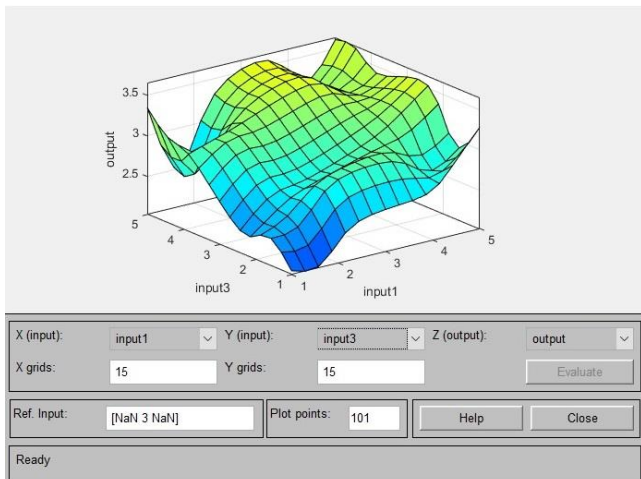 3.5
3
2.5
output
5
4
3
2
1
input3
1
2
3
4
5
input1
X (input): input1 Y (input): input3 Z (output): output
X grids: 15 Y grids: 15 Evaluate
Ref. Input: [NaN 3 NaN] Plot points: 101 Help Close
Ready